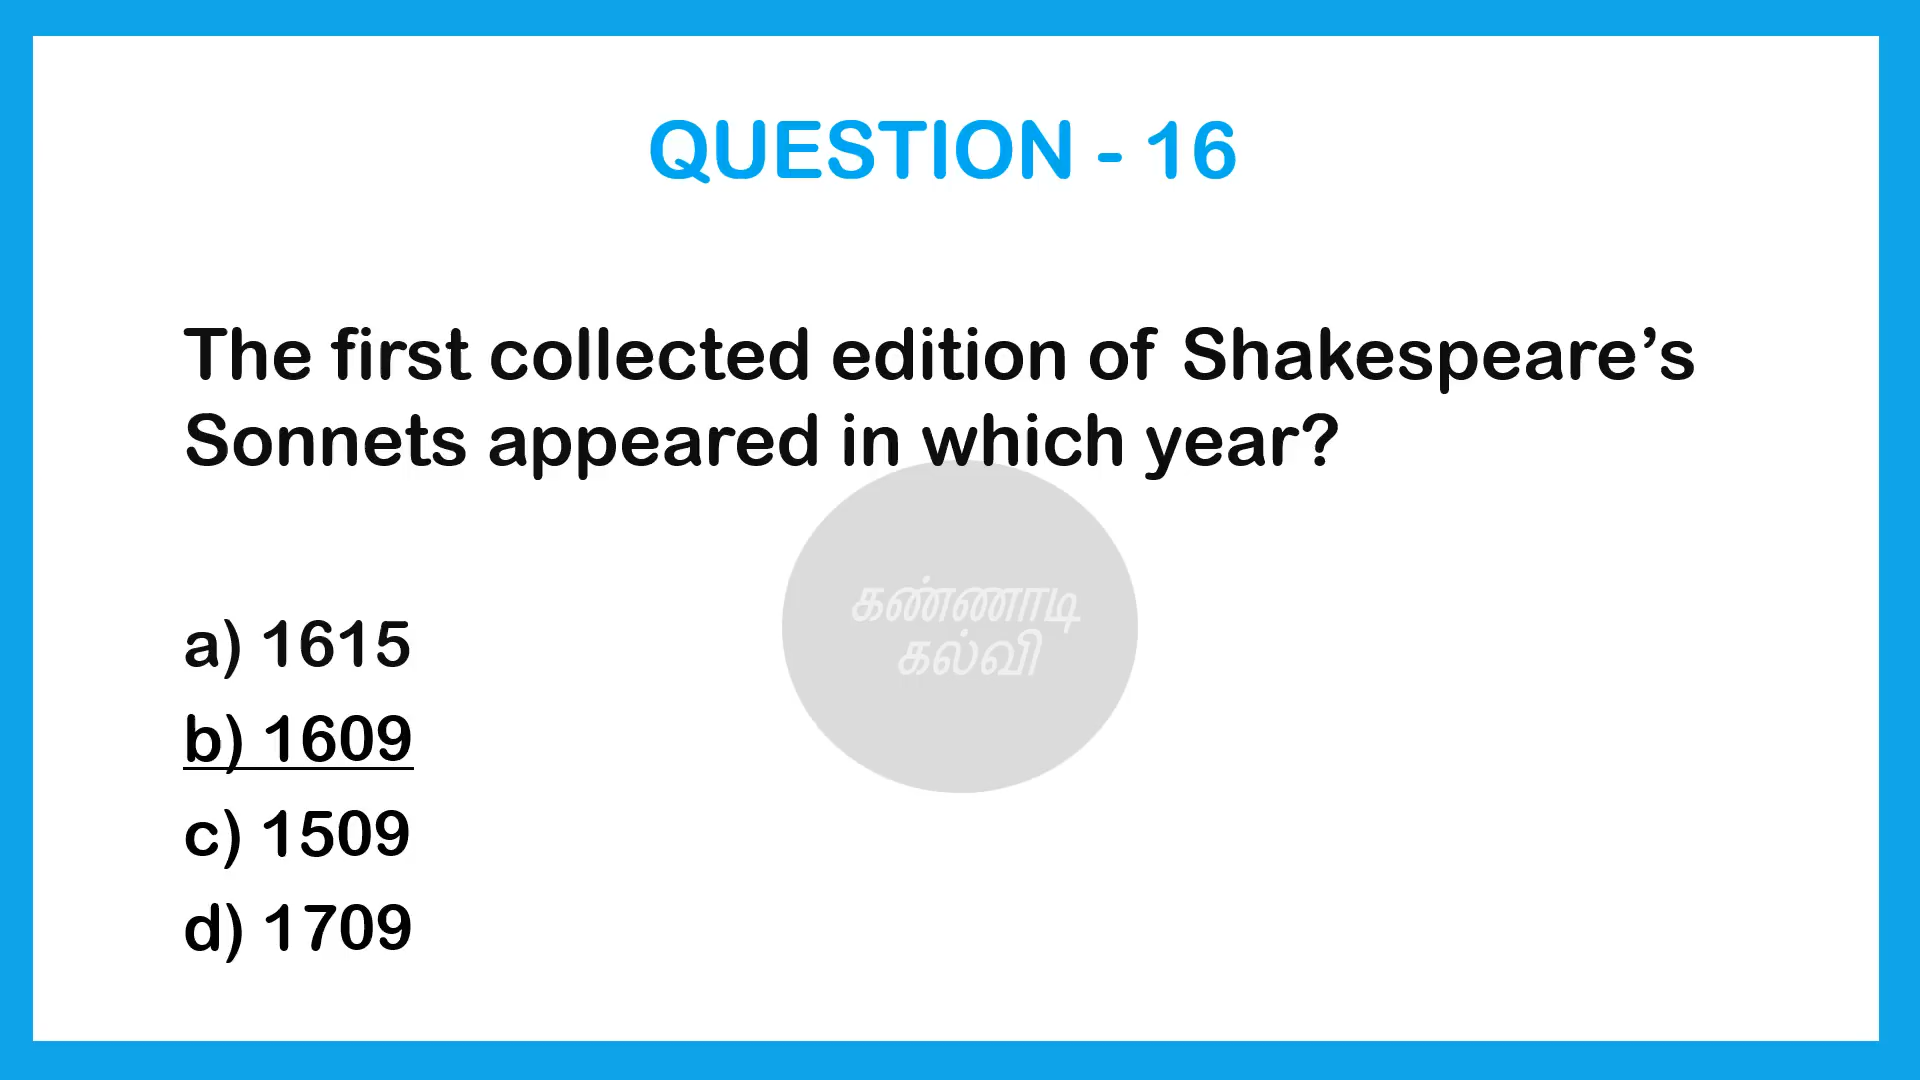 QUESTION - 16
The first collected edition of Shakespeare’s
Sonnets appeared in which year?
கண்ணாடி
கல்வி
a) 1615
b) 1609
c) 1509
d) 1709